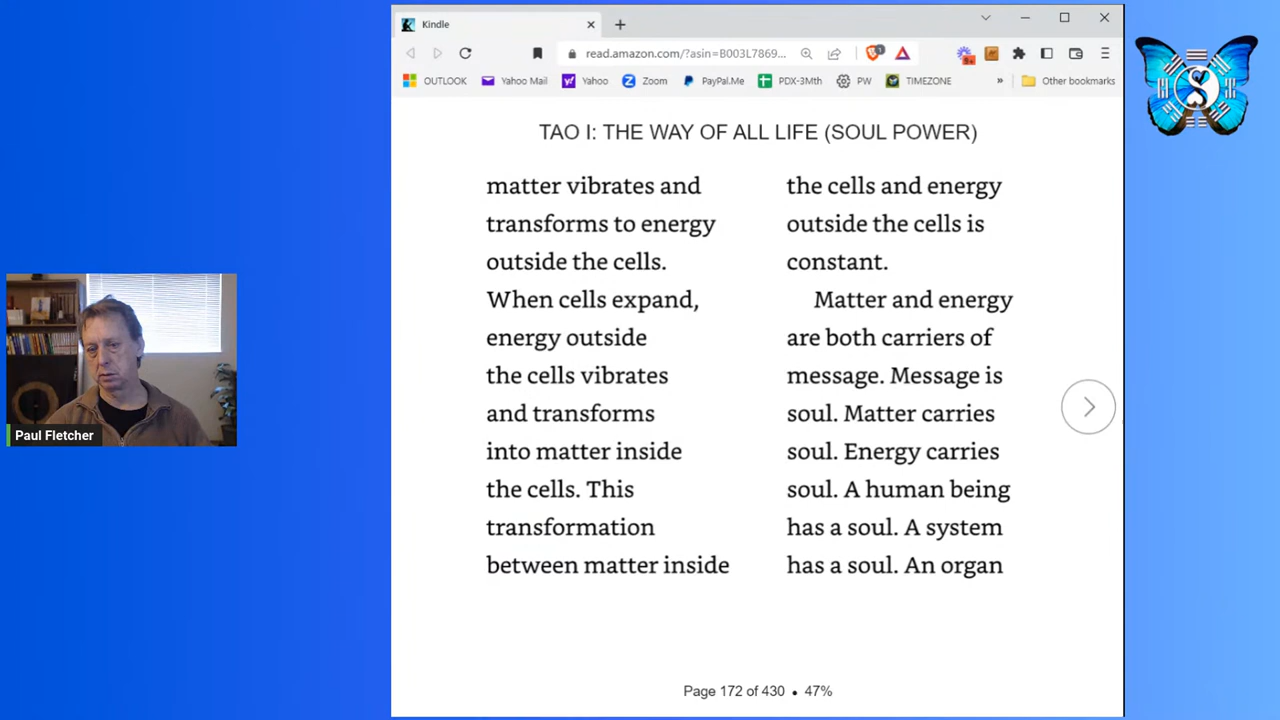 Kindle
read.amazon.com/?asin=B003L7869...
OUTLOOK Yahoo Mail Yahoo Zoom PayPal.Me PDX-3Mth PW TIMEZONE » Other bookmarks
TAO I: THE WAY OF ALL LIFE (SOUL POWER)
matter vibrates and
transforms to energy
outside the cells.
When cells expand,
energy outside
the cells vibrates
and transforms
into matter inside
the cells. This
transformation
between matter inside
the cells and energy
outside the cells is
constant.
Matter and energy
are both carriers of
message. Message is
soul. Matter carries
soul. Energy carries
soul. A human being
has a soul. A system
has a soul. An organ
Page 172 of 430 • 47%
Paul Fletcher